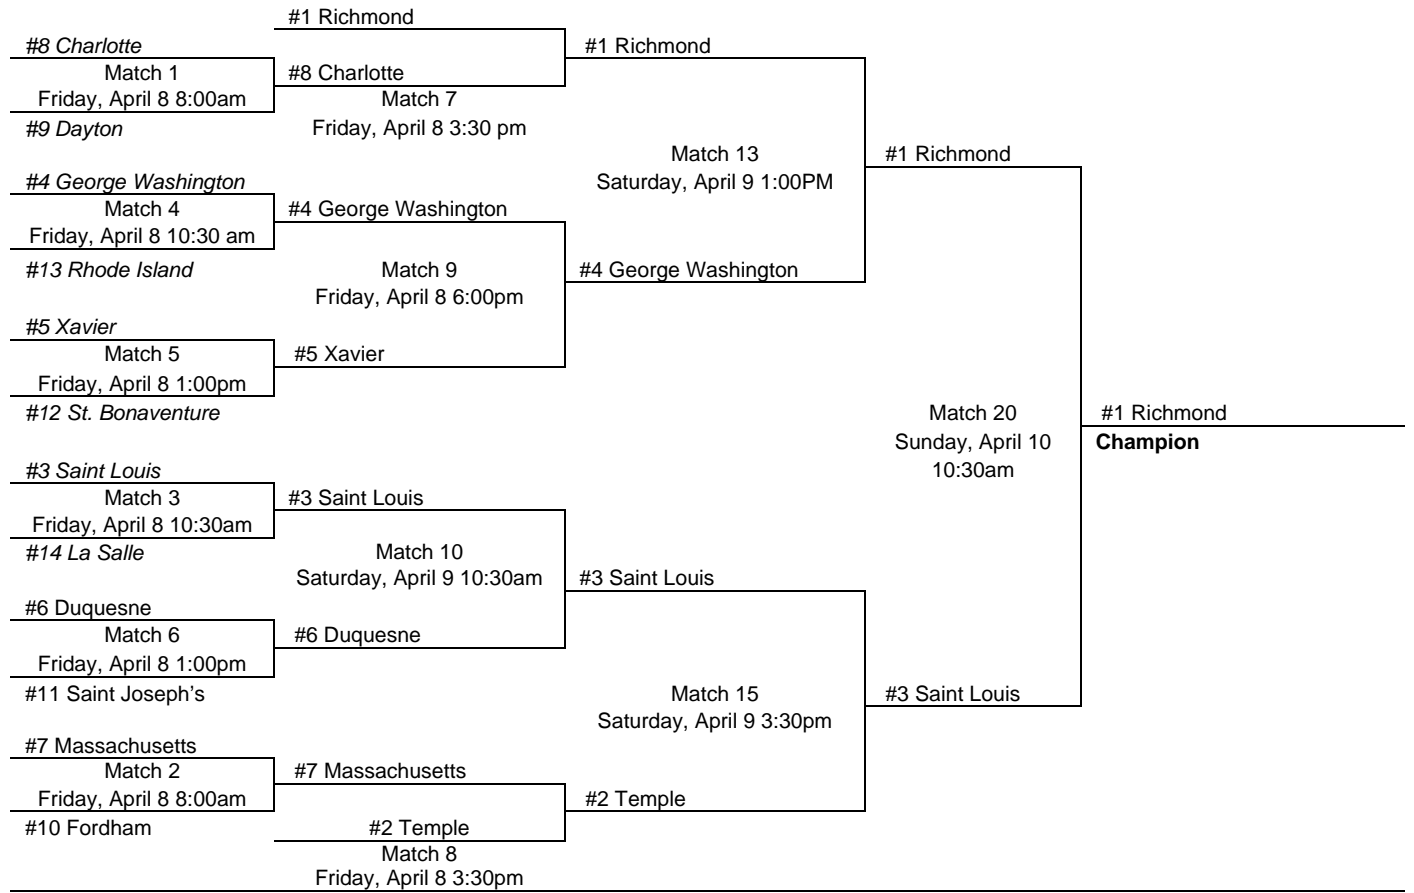 #1 Richmond
#8 Charlotte
Match 1
Friday, April 8 8:00am
#9 Dayton
#8 Charlotte
Match 7
Friday, April 8 3:30 pm
#1 Richmond
#4 George Washington
Match 4
Friday, April 8 10:30 am
#13 Rhode Island
#4 George Washington
Match 9
Friday, April 8 6:00pm
#5 Xavier
Match 5
Friday, April 8 1:00pm
#12 St. Bonaventure
#5 Xavier
#4 George Washington
Match 13
Saturday, April 9 1:00PM
#1 Richmond
#3 Saint Louis
Match 3
Friday, April 8 10:30am
#14 La Salle
#3 Saint Louis
Match 10
Saturday, April 9 10:30am
#6 Duquesne
Match 6
Friday, April 8 1:00pm
#11 Saint Joseph’s
#6 Duquesne
#3 Saint Louis
#7 Massachusetts
Match 2
Friday, April 8 8:00am
#10 Fordham
#7 Massachusetts
#2 Temple
Match 8
Friday, April 8 3:30pm
#2 Temple
Match 15
Saturday, April 9 3:30pm
#3 Saint Louis
Match 20
Sunday, April 10
10:30am
#1 Richmond
Champion